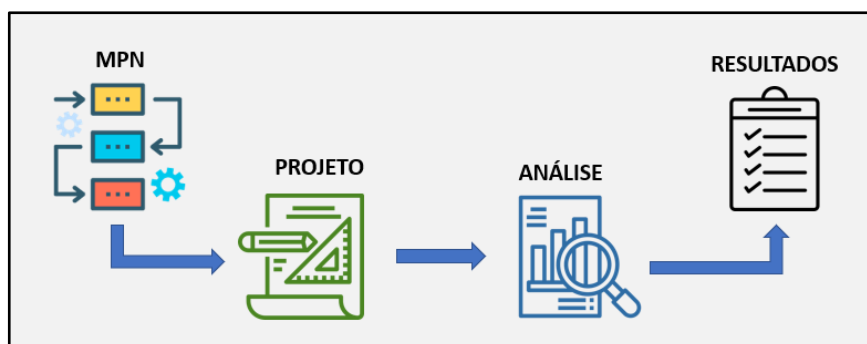 MPN
PROJETO
ANÁLISE
RESULTADOS